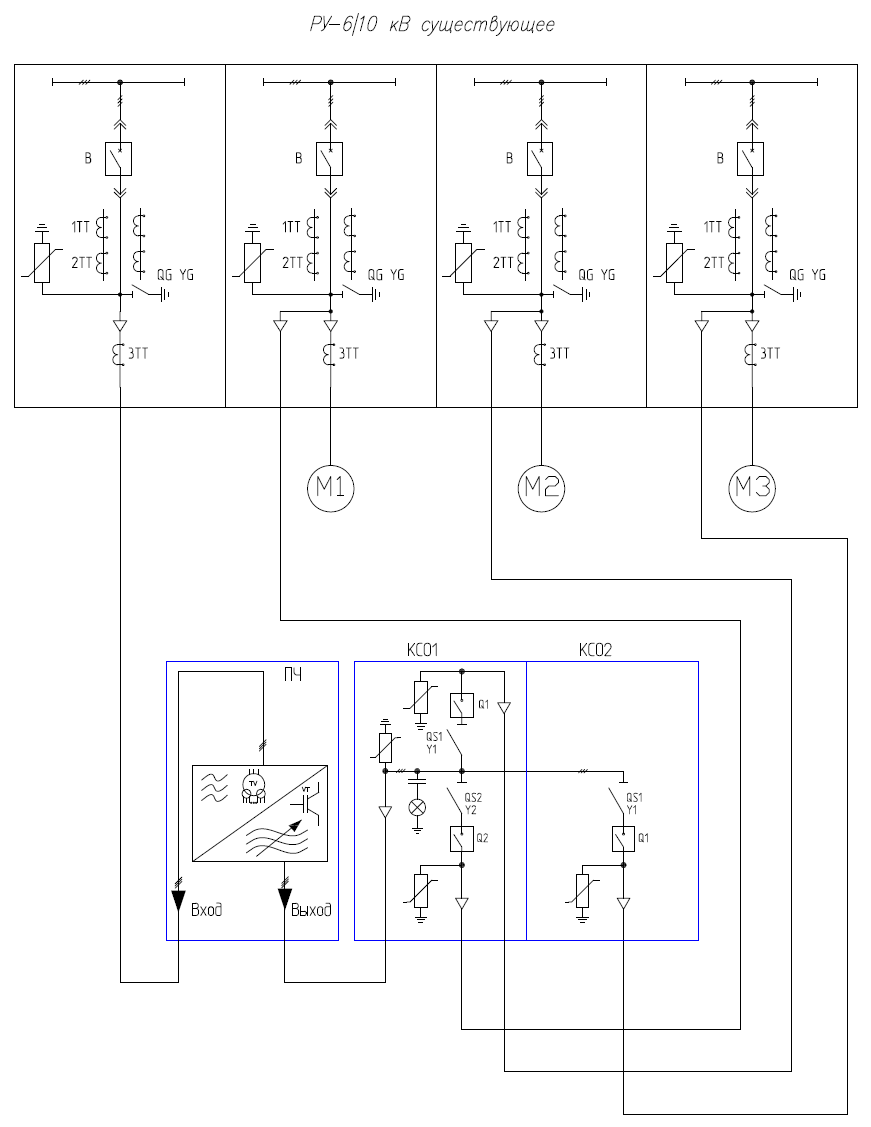 РУ-6/10 кВ существующее
В В В В
1ТТ 1ТТ 1ТТ 1ТТ
2ТТ 2ТТ 2ТТ 2ТТ
QG YG QG YG QG YG QG YG
3ТТ 3ТТ 3ТТ 3ТТ
М1 М2 М3
КСО1 КСО2
ПЧ
Q1
QS1
Y1
TV
VT
QS2
Y2
QS1
Y1
Q2
Q1
Вход
Выход